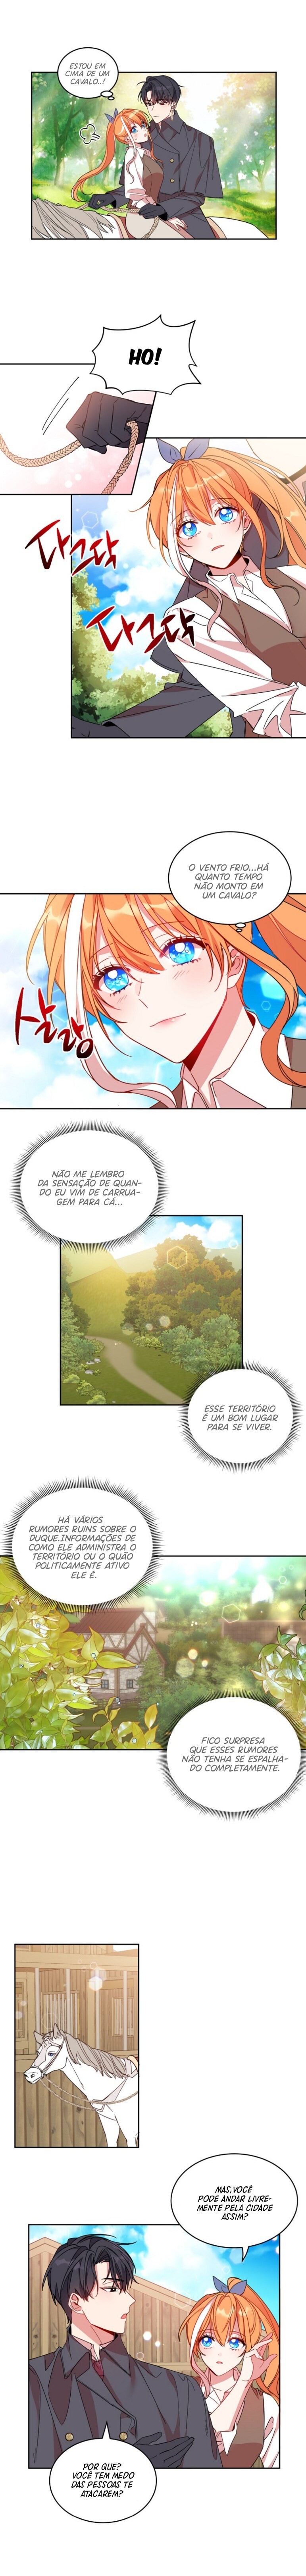 ESTOU EM
CIMA DE UM
CAVALO..!
HO!
다그닥
다그닥
O VENTO FRIO...HÁ
QUANTO TEMPO
NÃO MONTO EM
UM CAVALO?
살랑
NÃO ME LEMBRO
DA SENSAÇÃO DE QUAN-
DO EU VIM DE CARRUA-
GEM PARA CÁ...
ESSE TERRITÓRIO
É UM BOM LUGAR
PARA SE VIVER.
HÁ VÁRIOS
RUMORES RUINS SOBRE O
DUQUE.INFORMAÇÕES DE
COMO ELE ADMINISTRA O
TERRITÓRIO OU O QUÃO
POLITICAMENTE ATIVO
ELE É.
FICO SURPRESA
QUE ESSES RUMORES
NÃO TENHA SE ESPALHA-
DO COMPLETAMENTE.
MAS,VOCÊ
PODE ANDAR LIVRE-
MENTE PELA CIDADE
ASSIM?
POR QUE?
VOCÊ TEM MEDO
DAS PESSOAS TE
ATACAREM?